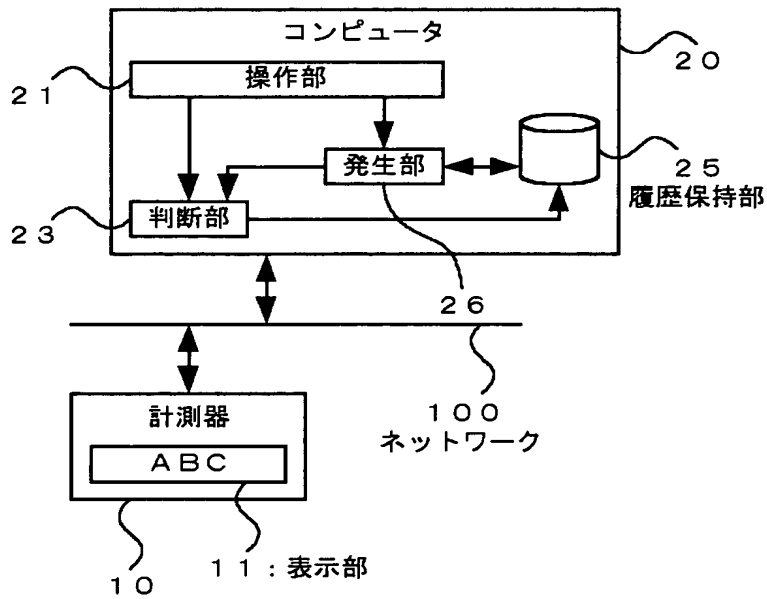 コンピュータ
２０
２１
操作部
発生部
２５
履歴保持部
２３
判断部
２６
計測器
１００
ネットワーク
ＡＢＣ
１０
１１：表示部